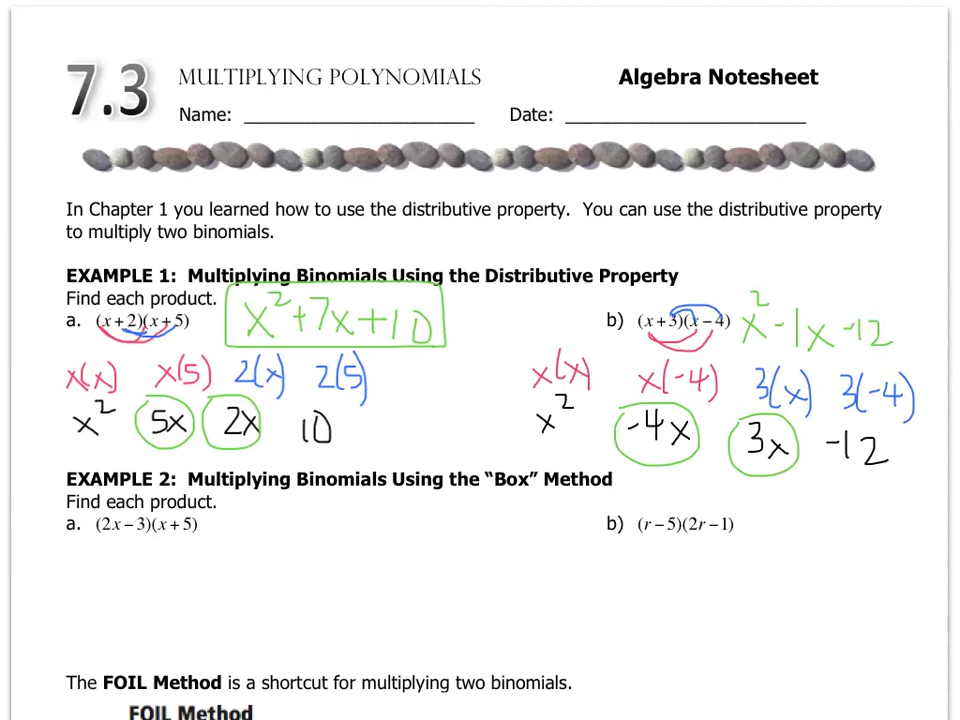 7.3 MULTIPLYING POLYNOMIALS Algebra Notesheet
Name: ________________________ Date: _________________________
In Chapter 1 you learned how to use the distributive property. You can use the distributive property
to multiply two binomials.
EXAMPLE 1: Multiplying Binomials Using the Distributive Property
Find each product.
a. (x + 2)(x + 5) x² + 7x + 10 b) (x + 3)(x − 4) x² - 1x - 12
x(x) x(5) 2(x) 2(5) x(x) x(-4) 3(x) 3(-4)
x² 5x 2x 10 x² -4x 3x -12
EXAMPLE 2: Multiplying Binomials Using the “Box” Method
Find each product.
a. (2x − 3)(x + 5) b) (r − 5)(2r − 1)
The FOIL Method is a shortcut for multiplying two binomials.
FOIL Method